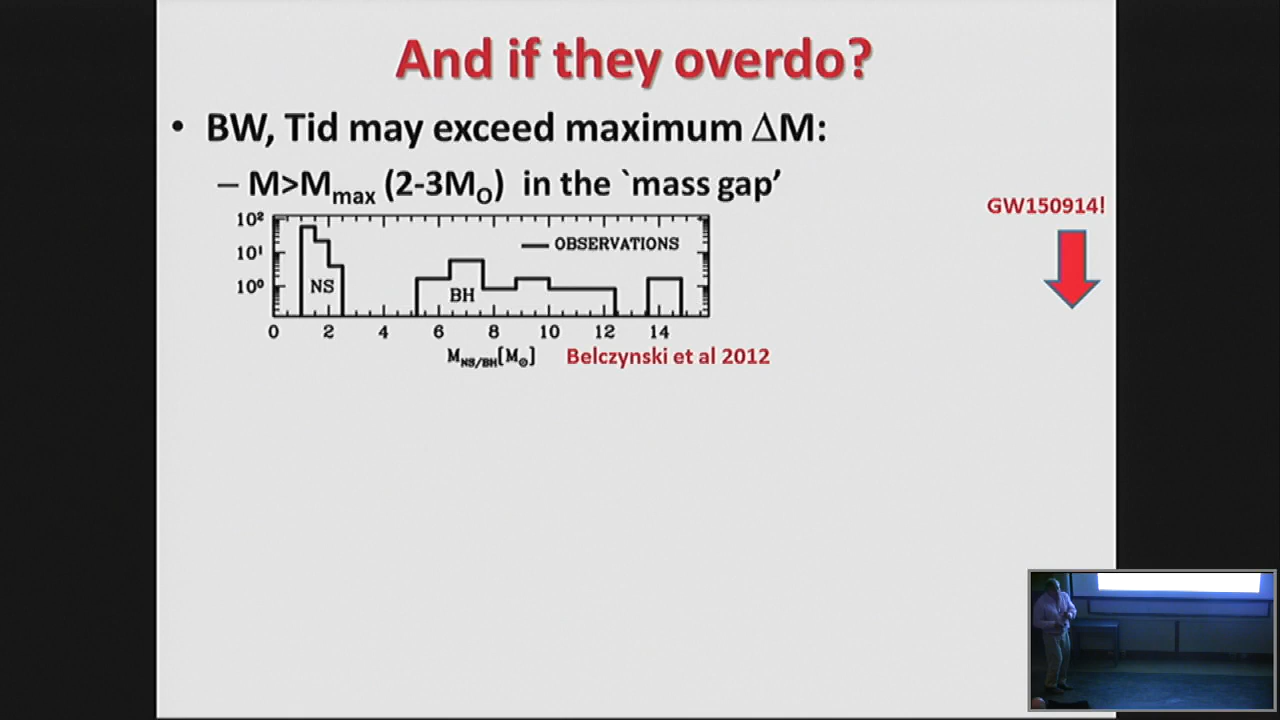 And if they overdo?
• BW, Tid may exceed maximum ΔM:
– M>Mmax (2-3MO) in the `mass gap’
GW150914!
10² 10¹ 10⁰
OBSERVATIONS
NS BH
0 2 4 6 8 10 12 14
MNS/BH[M⊙]
Belczynski et al 2012